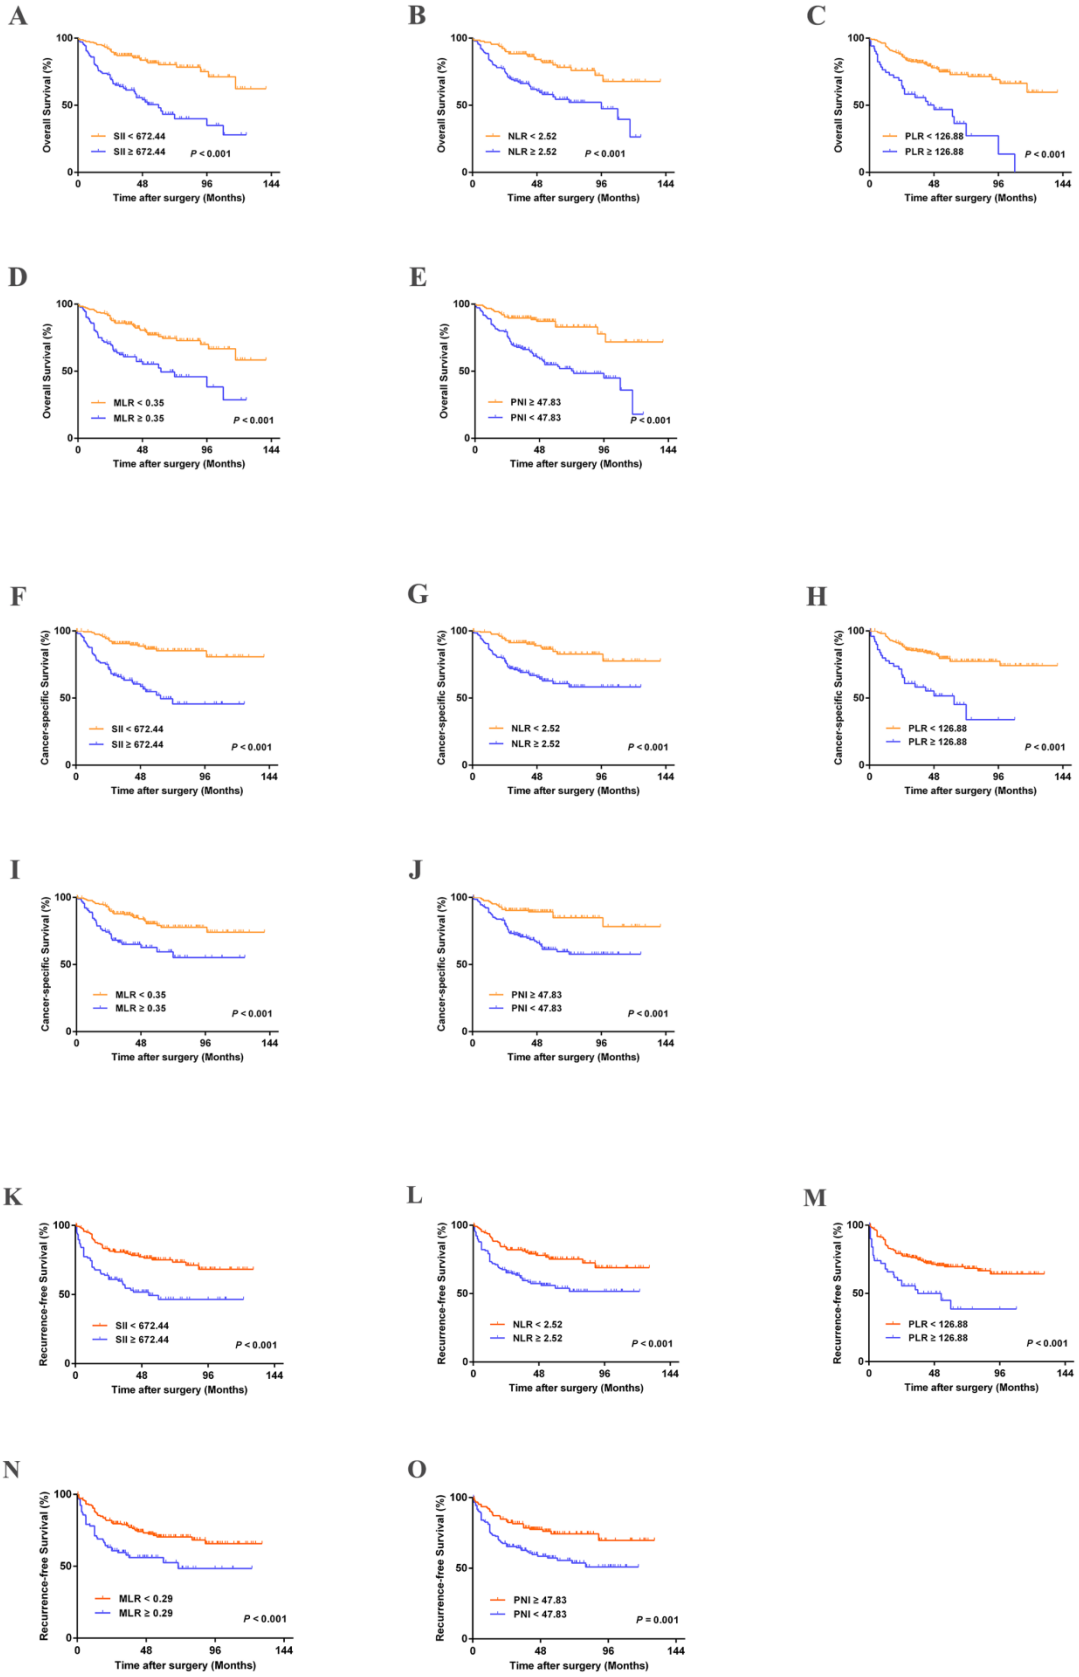 A
Overall Survival (%)
100
50
0
SII < 672.44
SII ≥ 672.44
P < 0.001
0 48 96 144
Time after surgery (Months)
B
Overall Survival (%)
100
50
0
NLR < 2.52
NLR ≥ 2.52
P < 0.001
0 48 96 144
Time after surgery (Months)
C
Overall Survival (%)
100
50
0
PLR < 126.88
PLR ≥ 126.88
P < 0.001
0 48 96 144
Time after surgery (Months)
D
Overall Survival (%)
100
50
0
MLR < 0.35
MLR ≥ 0.35
P < 0.001
0 48 96 144
Time after surgery (Months)
E
Overall Survival (%)
100
50
0
PNI ≥ 47.83
PNI < 47.83
P < 0.001
0 48 96 144
Time after surgery (Months)
F
Cancer-specific Survival (%)
100
50
0
SII < 672.44
SII ≥ 672.44
P < 0.001
0 48 96 144
Time after surgery (Months)
G
Cancer-specific Survival (%)
100
50
0
NLR < 2.52
NLR ≥ 2.52
P < 0.001
0 48 96 144
Time after surgery (Months)
H
Cancer-specific Survival (%)
100
50
0
PLR < 126.88
PLR ≥ 126.88
P < 0.001
0 48 96 144
Time after surgery (Months)
I
Cancer-specific Survival (%)
100
50
0
MLR < 0.35
MLR ≥ 0.35
P < 0.001
0 48 96 144
Time after surgery (Months)
J
Cancer-specific Survival (%)
100
50
0
PNI ≥ 47.83
PNI < 47.83
P < 0.001
0 48 96 144
Time after surgery (Months)
K
Recurrence-free Survival (%)
100
50
0
SII < 672.44
SII ≥ 672.44
P < 0.001
0 48 96 144
Time after surgery (Months)
L
Recurrence-free Survival (%)
100
50
0
NLR < 2.52
NLR ≥ 2.52
P < 0.001
0 48 96 144
Time after surgery (Months)
M
Recurrence-free Survival (%)
100
50
0
PLR < 126.88
PLR ≥ 126.88
P < 0.001
0 48 96 144
Time after surgery (Months)
N
Recurrence-free Survival (%)
100
50
0
MLR < 0.29
MLR ≥ 0.29
P < 0.001
0 48 96 144
Time after surgery (Months)
O
Recurrence-free Survival (%)
100
50
0
PNI ≥ 47.83
PNI < 47.83
P = 0.001
0 48 96 144
Time after surgery (Months)